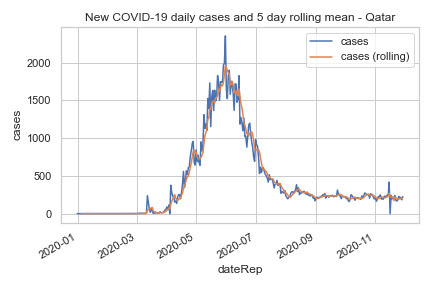 New COVID-19 daily cases and 5 day rolling mean - Qatar
cases
cases (rolling)
2000
1500
1000
500
0
cases
2020-01
2020-03
2020-05
2020-07
2020-09
2020-11
dateRep